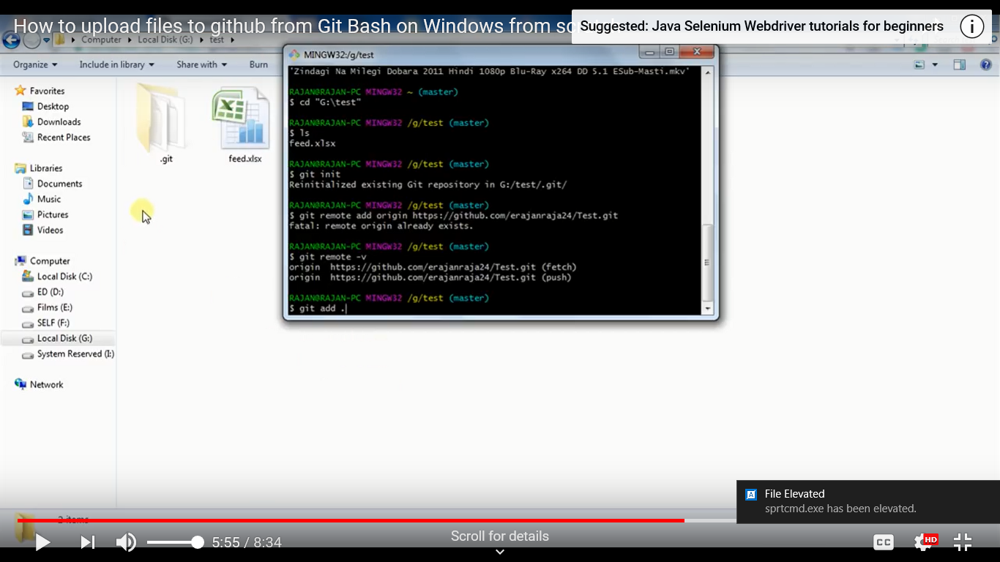 How to upload files to github from Git Bash on Windows from
Suggested: Java Selenium Webdriver tutorials for beginners
Computer Local Disk (G:) test
Organize Include in library Share with Burn
Favorites
Desktop
Downloads
Recent Places
Libraries
Documents
Music
Pictures
Videos
Computer
Local Disk (C:)
ED (D:)
Films (E:)
SELF (F:)
Local Disk (G:)
System Reserved (I:)
Network
.git
feed.xlsx
MINGW32:/g/test
'Zindagi Na Milegi Dobara 2011 Hindi 1080p Blu-Ray x264 DD 5.1 ESub-Masti.mkv'
RAJAN@RAJAN-PC MINGW32 ~ (master)
$ cd "G:\test"
RAJAN@RAJAN-PC MINGW32 /g/test (master)
$ ls
feed.xlsx
RAJAN@RAJAN-PC MINGW32 /g/test (master)
$ git init
Reinitialized existing Git repository in G:/test/.git/
RAJAN@RAJAN-PC MINGW32 /g/test (master)
$ git remote add origin https://github.com/erajanraja24/Test.git
fatal: remote origin already exists.
RAJAN@RAJAN-PC MINGW32 /g/test (master)
$ git remote -v
origin https://github.com/erajanraja24/Test.git (fetch)
origin https://github.com/erajanraja24/Test.git (push)
RAJAN@RAJAN-PC MINGW32 /g/test (master)
$ git add .
File Elevated
sprtcmd.exe has been elevated.
2 items
5:55 / 8:34
Scroll for details
CC
HD